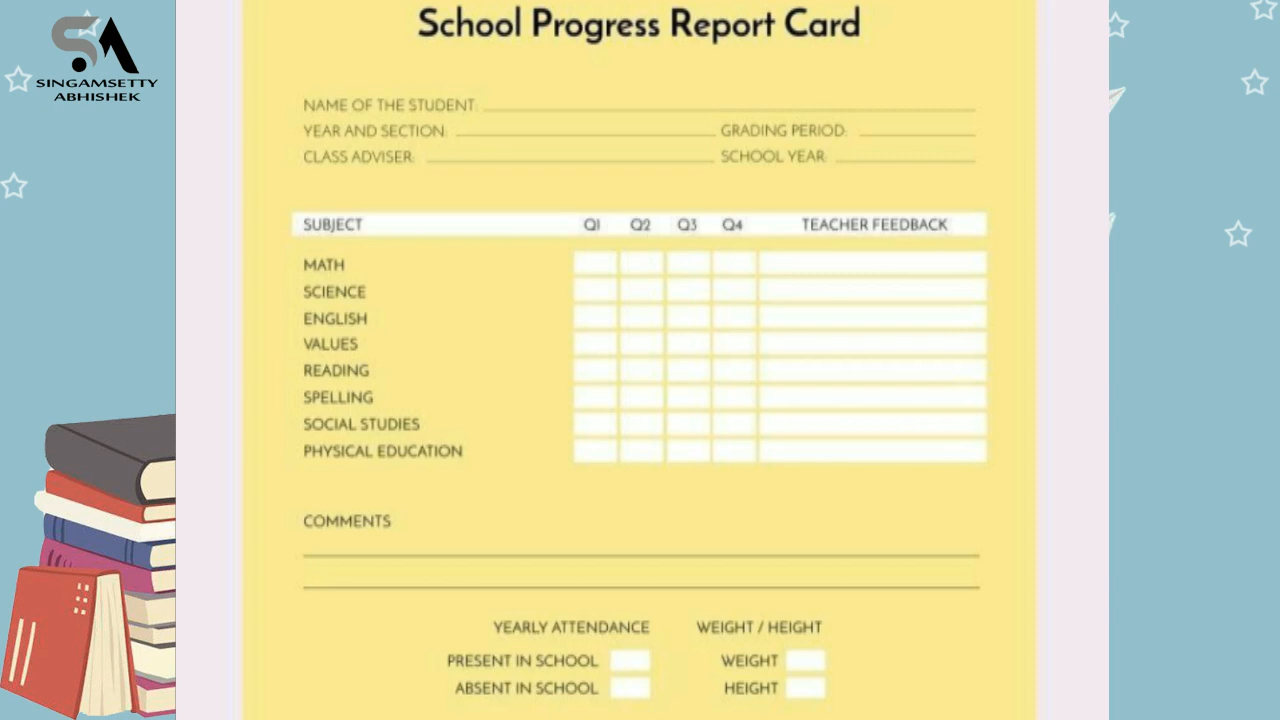 SINGAMSETTY
ABHISHEK
School Progress Report Card
NAME OF THE STUDENT:
YEAR AND SECTION: GRADING PERIOD:
CLASS ADVISER: SCHOOL YEAR:
SUBJECT Q1 Q2 Q3 Q4 TEACHER FEEDBACK
MATH
SCIENCE
ENGLISH
VALUES
READING
SPELLING
SOCIAL STUDIES
PHYSICAL EDUCATION
COMMENTS
YEARLY ATTENDANCE WEIGHT / HEIGHT
PRESENT IN SCHOOL WEIGHT
ABSENT IN SCHOOL HEIGHT